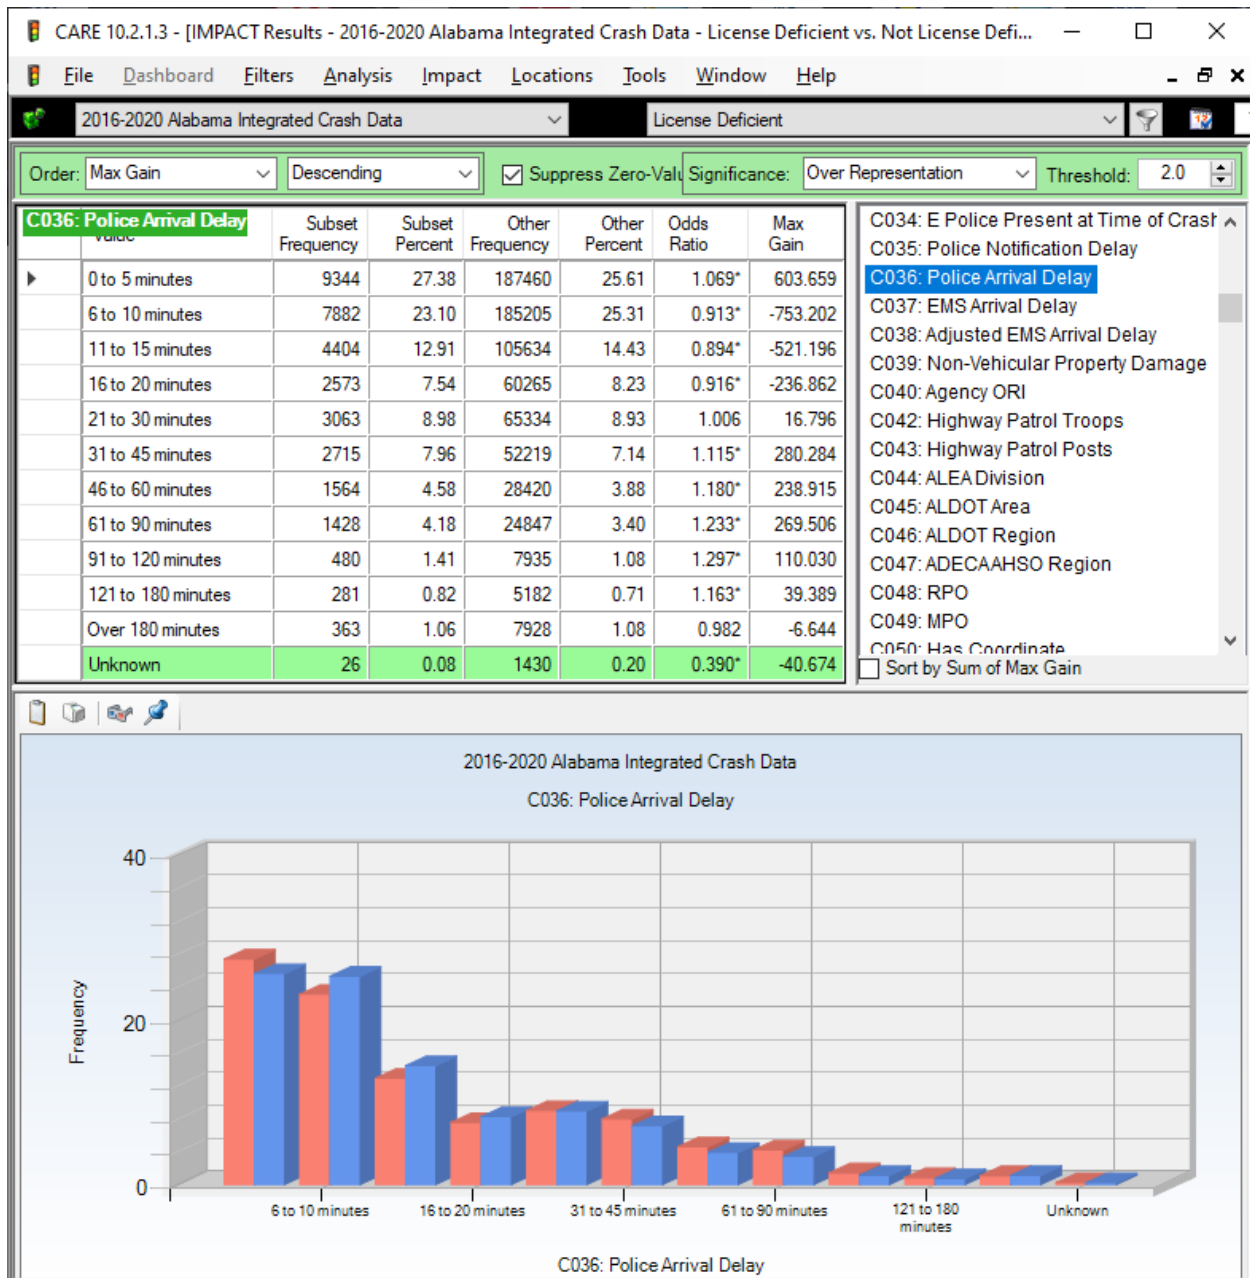 CARE 10.2.1.3 - [IMPACT Results - 2016-2020 Alabama Integrated Crash Data - License Deficient vs. Not License Defi...
File Dashboard Filters Analysis Impact Locations Tools Window Help
2016-2020 Alabama Integrated Crash Data License Deficient
Order: Max Gain Descending Suppress Zero-Valu Significance: Over Representation Threshold: 2.0
C036: Police Arrival Delay Subset Frequency Subset Percent Other Frequency Other Percent Odds Ratio Max Gain
0 to 5 minutes 9344 27.38 187460 25.61 1.069* 603.659
6 to 10 minutes 7882 23.10 185205 25.31 0.913* -753.202
11 to 15 minutes 4404 12.91 105634 14.43 0.894* -521.196
16 to 20 minutes 2573 7.54 60265 8.23 0.916* -236.862
21 to 30 minutes 3063 8.98 65334 8.93 1.006 16.796
31 to 45 minutes 2715 7.96 52219 7.14 1.115* 280.284
46 to 60 minutes 1564 4.58 28420 3.88 1.180* 238.915
61 to 90 minutes 1428 4.18 24847 3.40 1.233* 269.506
91 to 120 minutes 480 1.41 7935 1.08 1.297* 110.030
121 to 180 minutes 281 0.82 5182 0.71 1.163* 39.389
Over 180 minutes 363 1.06 7928 1.08 0.982 -6.644
Unknown 26 0.08 1430 0.20 0.390* -40.674
C034: E Police Present at Time of Crash
C035: Police Notification Delay
C036: Police Arrival Delay
C037: EMS Arrival Delay
C038: Adjusted EMS Arrival Delay
C039: Non-Vehicular Property Damage
C040: Agency ORI
C042: Highway Patrol Troops
C043: Highway Patrol Posts
C044: ALEA Division
C045: ALDOT Area
C046: ALDOT Region
C047: ADECAAHSO Region
C048: RPO
C049: MPO
C050: Has Coordinate
Sort by Sum of Max Gain
2016-2020 Alabama Integrated Crash Data
C036: Police Arrival Delay
40
20
0
Frequency
6 to 10 minutes 16 to 20 minutes 31 to 45 minutes 61 to 90 minutes 121 to 180 minutes Unknown
C036: Police Arrival Delay